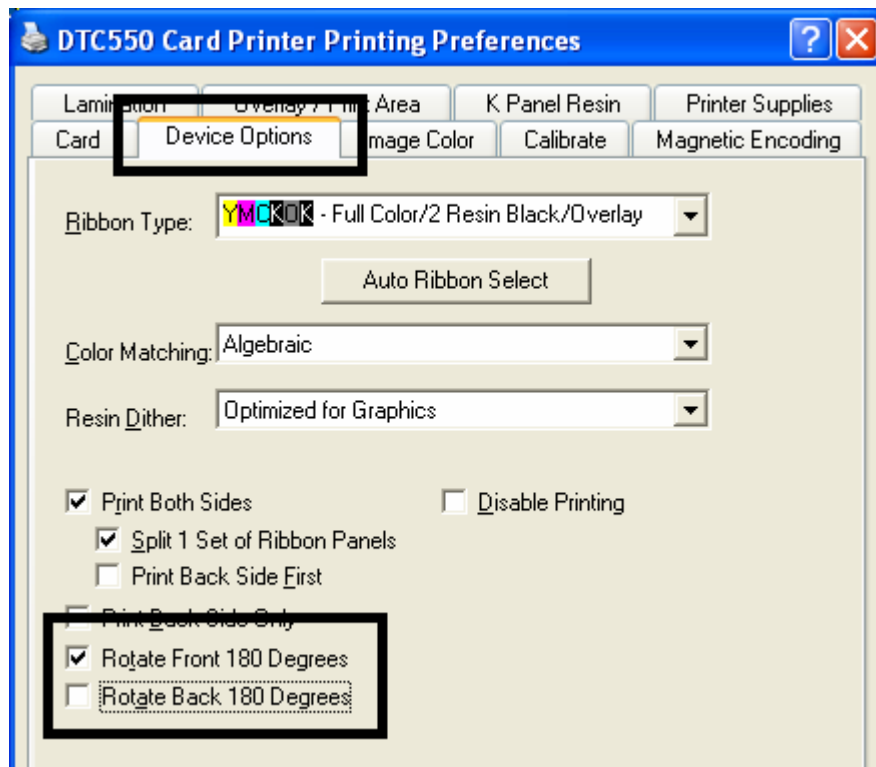 DTC550 Card Printer Printing Preferences
Lamination Overlay / Print Area K Panel Resin Printer Supplies
Card Device Options Image Color Calibrate Magnetic Encoding
Ribbon Type: YMCKOK - Full Color/2 Resin Black/Overlay
Auto Ribbon Select
Color Matching: Algebraic
Resin Dither: Optimized for Graphics
Print Both Sides Disable Printing
Split 1 Set of Ribbon Panels
Print Back Side First
Print Back Side Only
Rotate Front 180 Degrees
Rotate Back 180 Degrees